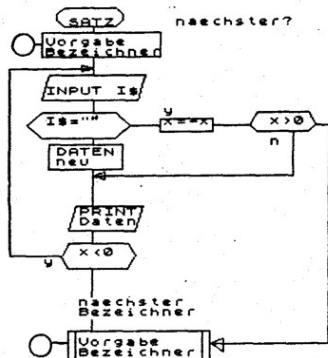 SATZ
naechster?
Vorgabe
Bezeichner
INPUT I$
I$=""
y
x=-x
x>0
n
DATEN
neu
PRINT
Daten
x<0
y
naechster
Bezeichner
Vorgabe
Bezeichner